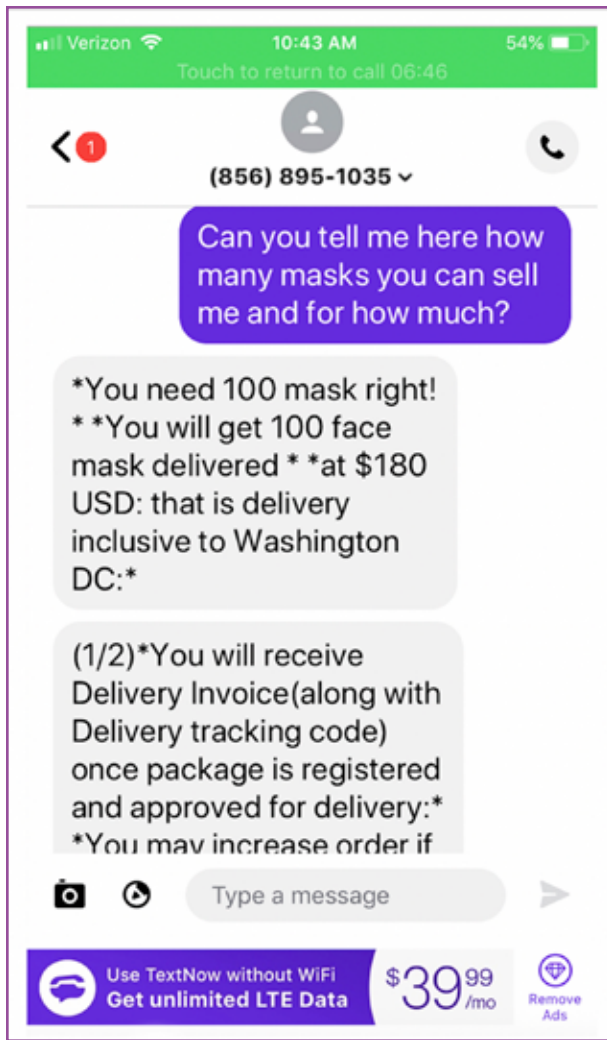 Verizon 10:43 AM 54%
Touch to return to call 06:46
1
(856) 895-1035
Can you tell me here how
many masks you can sell
me and for how much?
*You need 100 mask right!
* *You will get 100 face
mask delivered * *at $180
USD: that is delivery
inclusive to Washington
DC:*
(1/2)*You will receive
Delivery Invoice(along with
Delivery tracking code)
once package is registered
and approved for delivery:*
*You may increase order if
Type a message
Use TextNow without WiFi
Get unlimited LTE Data
$39.99
/mo
Remove
Ads